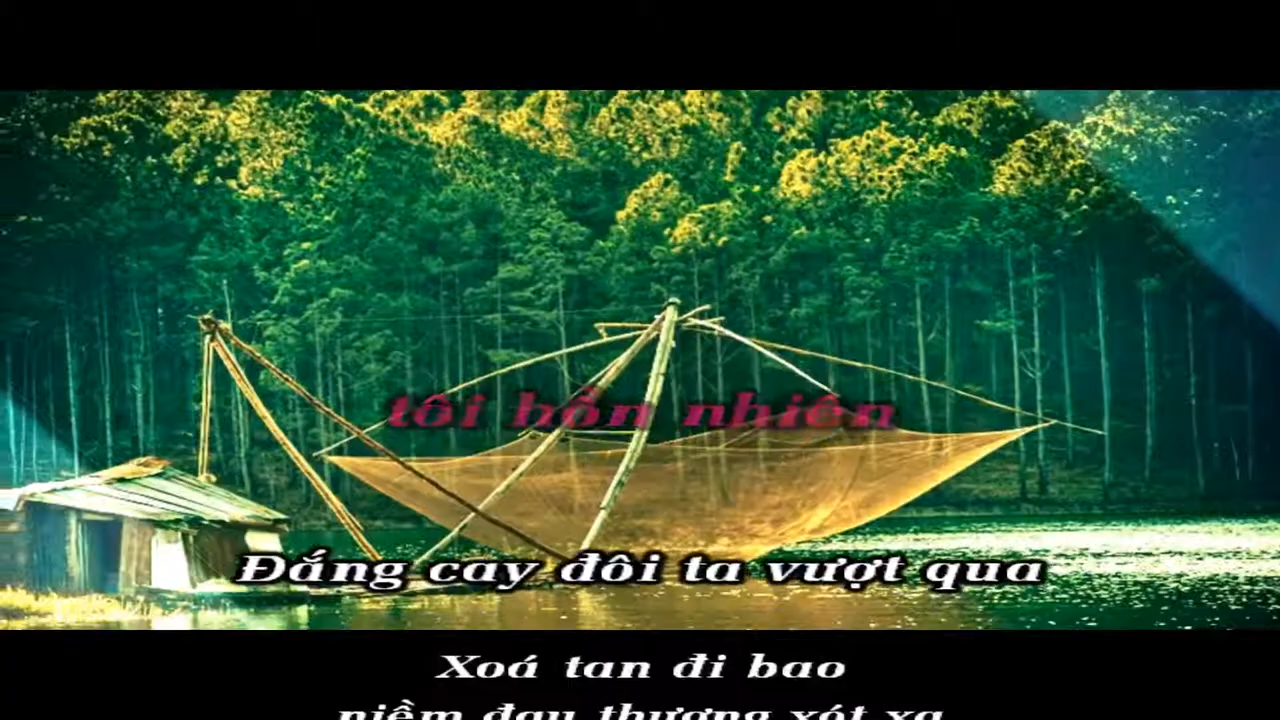 tôi hồn nhiên
Đắng cay đôi ta vượt qua
Xoá tan đi bao
niềm đau thương xót xa